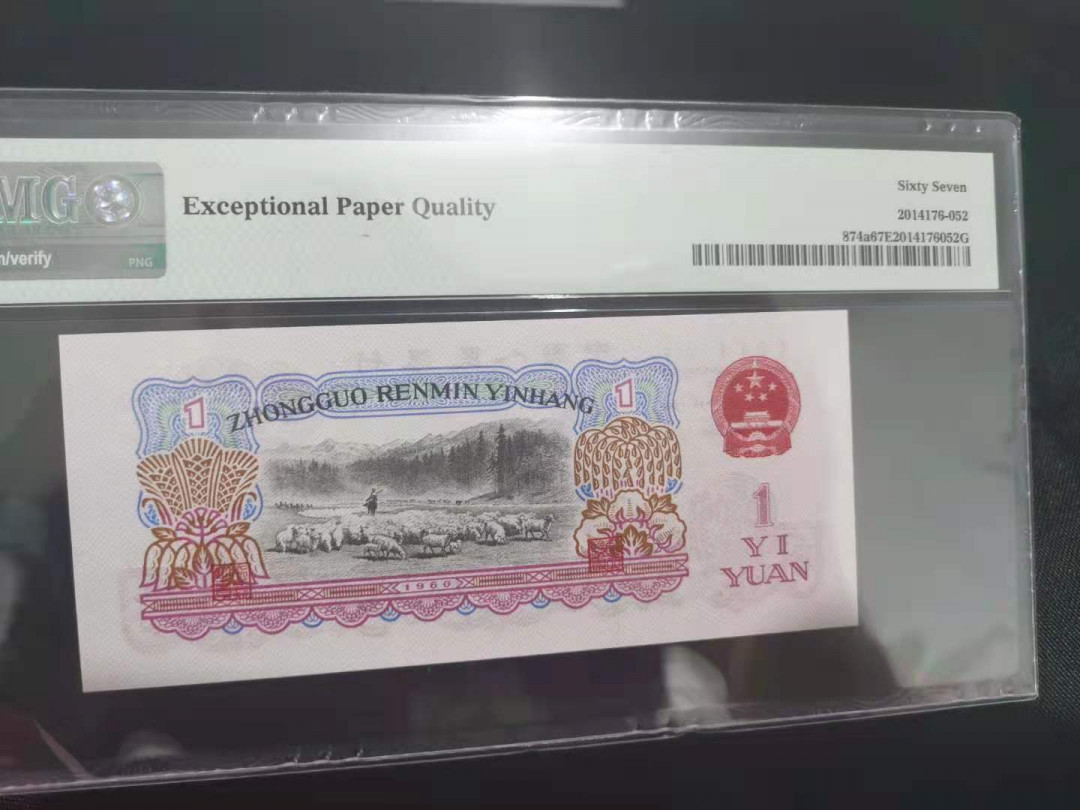 MG
n/verify
PNG
Exceptional Paper Quality
Sixty Seven
2014176-052
874a67E2014176052G
1
ZHONGGUO RENMIN YINHANG
1
1960
1
YI
YUAN